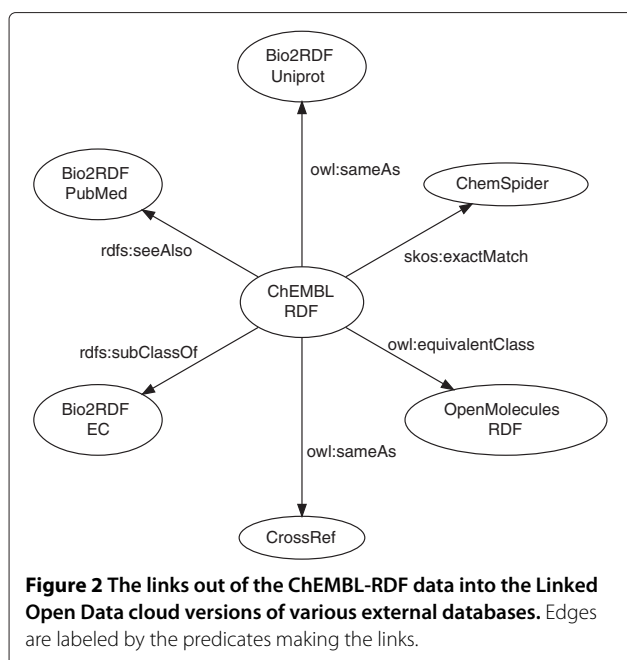 Bio2RDF
Uniprot
owl:sameAs
Bio2RDF
PubMed
ChemSpider
rdfs:seeAlso
skos:exactMatch
ChEMBL
RDF
rdfs:subClassOf
owl:equivalentClass
Bio2RDF
EC
OpenMolecules
RDF
owl:sameAs
CrossRef
Figure 2 The links out of the ChEMBL-RDF data into the Linked
Open Data cloud versions of various external databases. Edges
are labeled by the predicates making the links.